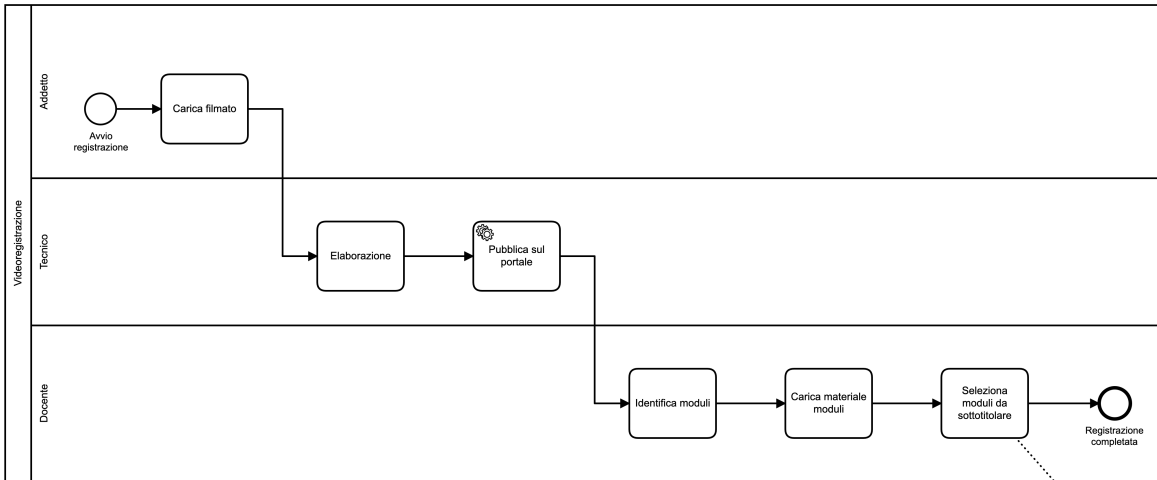 Videoregistrazione
Addetto
Avvio
registrazione
Carica filmato
Tecnico
Elaborazione
Pubblica sul
portale
Docente
Identifica moduli
Carica materiale
moduli
Seleziona
moduli da
sottotitolare
Registrazione
completata